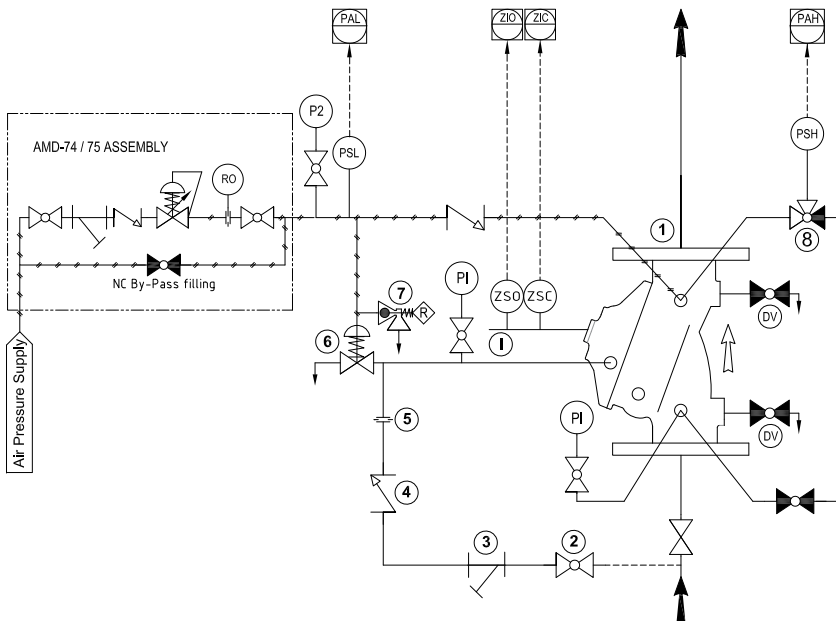 PAL
ZIO
ZIC
PAH
P2
PSL
PSH
AMD-74 / 75 ASSEMBLY
RO
1
8
NC By-Pass filling
7
PI
ZSO
ZSC
R
DV
6
I
Air Pressure Supply
5
PI
DV
4
3
2